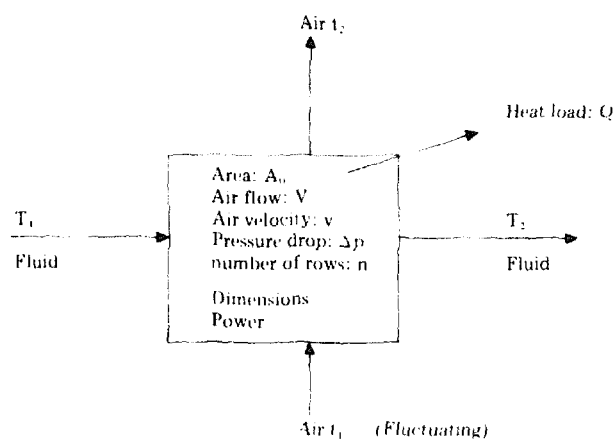 Air t₂
Heat load: Q
Area: A₀
Air flow: V
T₁
Air velocity: v
T₂
Pressure drop: Δp
Fluid
number of rows: n
Fluid
Dimensions
Power
Air t₁ (Fluctuating)